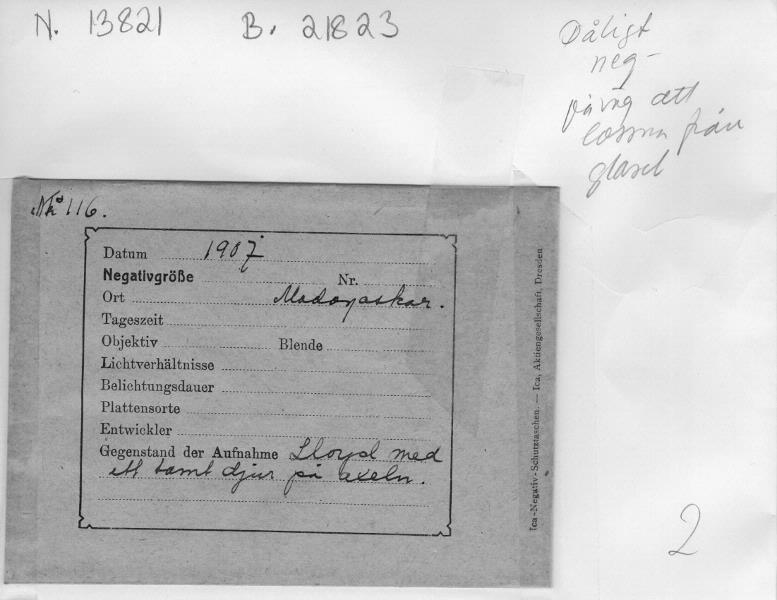 N. 13821 B. 21823
Dåligt
neg-
på väg att
lossna från
glaset
No 116.
Datum 1907
Negativgröße Nr.
Ort Madagaskar.
Tageszeit
Objektiv Blende
Lichtverhältnisse
Belichtungsdauer
Plattensorte
Entwickler
Gegenstand der Aufnahme Lloyd med
ett tamt djur på axeln.
Ica-Negativ-Schutztaschen. — Ica, Aktiengesellschaft, Dresden
2